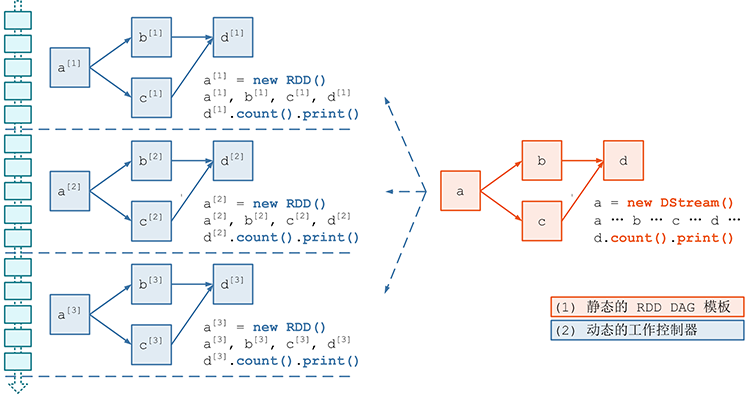 b[1]
d[1]
a[1]
c[1]
a[1] = new RDD()
a[1], b[1], c[1], d[1]
d[1].count().print()
b[2]
d[2]
a[2]
c[2]
a[2] = new RDD()
a[2], b[2], c[2], d[2]
d[2].count().print()
b[3]
d[3]
a[3]
c[3]
a[3] = new RDD()
a[3], b[3], c[3], d[3]
d[3].count().print()
b
d
a
c
a = new DStream()
a … b … c … d …
d.count().print()
(1) 静态的 RDD DAG 模板
(2) 动态的工作控制器